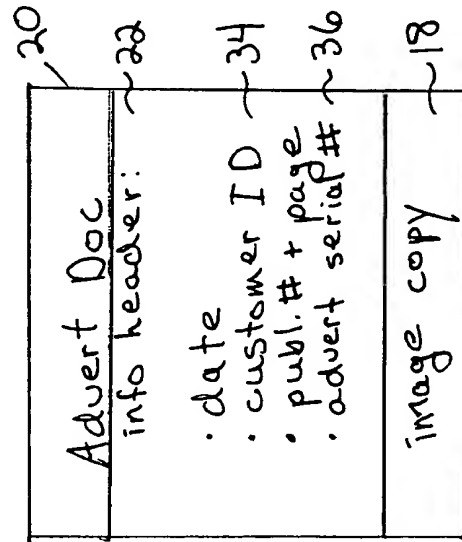 20
Advert Doc
info header: ~22
· date
· customer ID ~34
· publ. # + page
· advert serial # ~36
image copy ~18